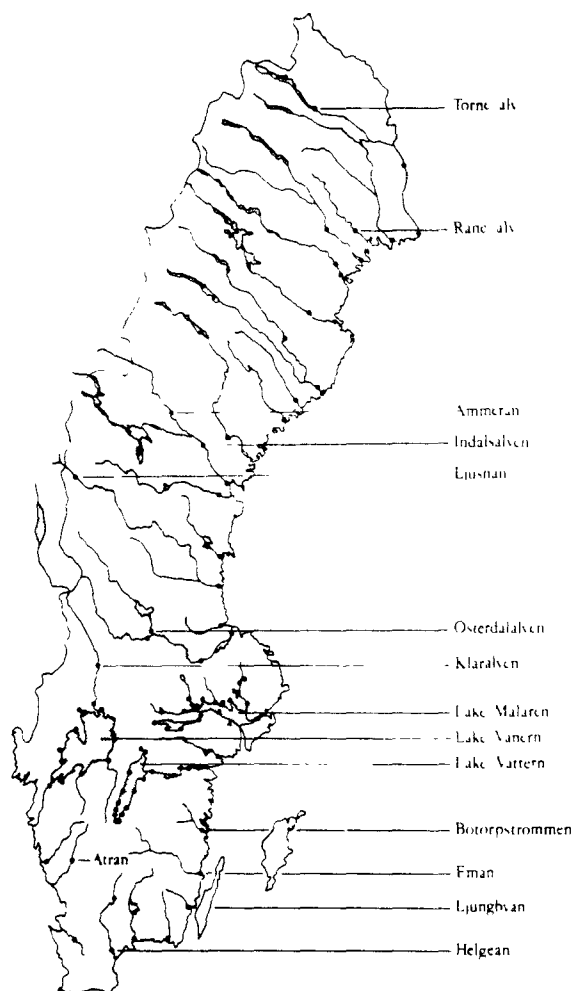 Torne alv
Rane alv
Ammeran
Indalsalven
Ljusnan
Osterdalalven
Klaralven
Lake Malaren
Lake Vanern
Lake Vattern
Botorpstrommen
Atran
Eman
Ljungbyan
Helgean